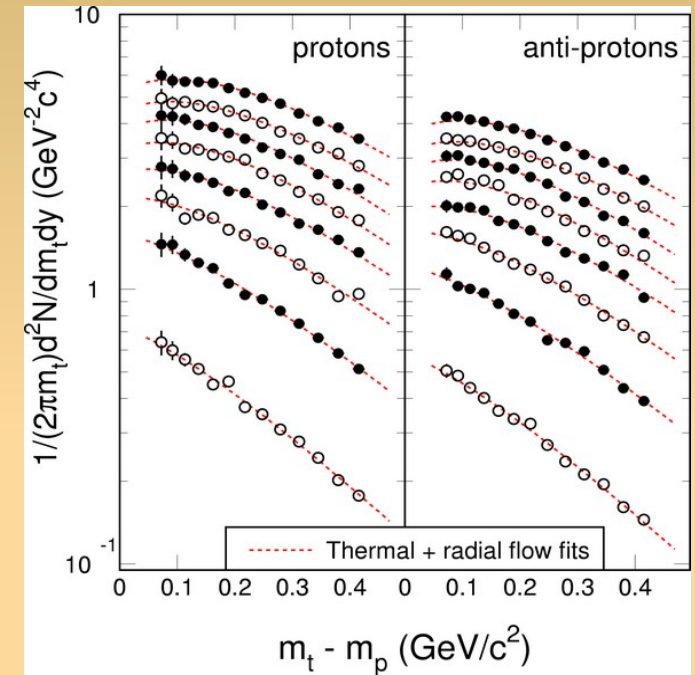 protons
anti-protons
1/(2πm_t)d²N/dm_tdy (GeV⁻²c⁴)
10
1
10⁻¹
Thermal + radial flow fits
0 0.1 0.2 0.3 0.4 0 0.1 0.2 0.3 0.4
m_t - m_p (GeV/c²)